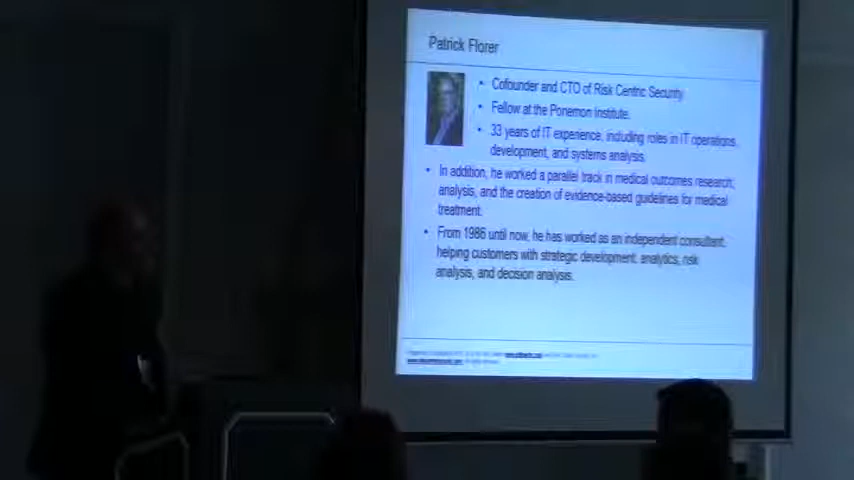 Patrick Florer
• Cofounder and CTO of Risk Centric Security.
• Fellow at the Ponemon Institute.
• 33 years of IT experience, including roles in IT operations,
development, and systems analysis.
• In addition, he worked a parallel track in medical outcomes research,
analysis, and the creation of evidence-based guidelines for medical
treatment.
• From 1986 until now, he has worked as an independent consultant,
helping customers with strategic development, analytics, risk
analysis, and decision analysis.